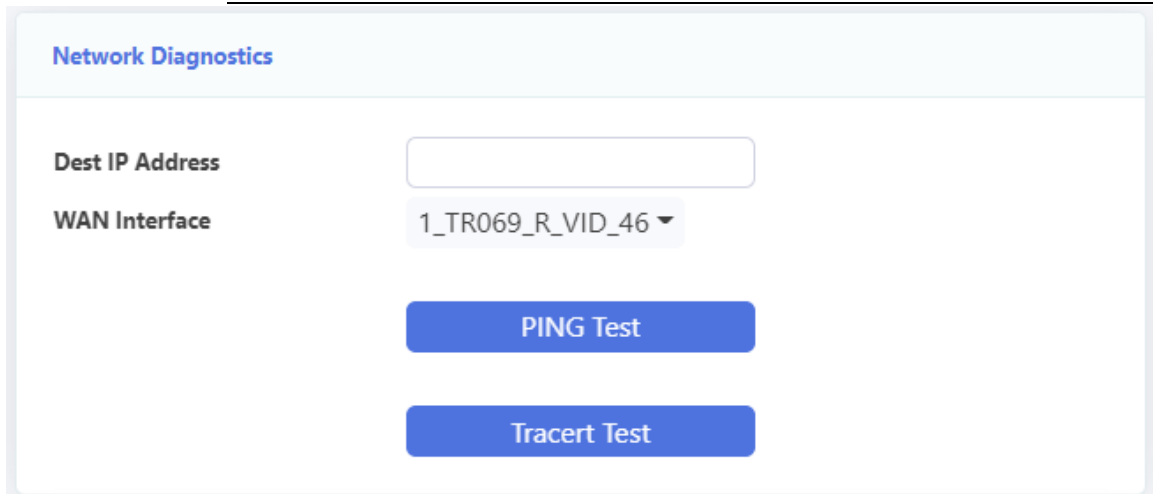 Network Diagnostics
Dest IP Address
WAN Interface
1_TR069_R_VID_46
PING Test
Tracert Test